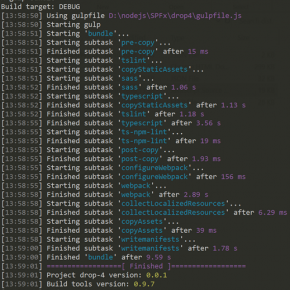 Build target: DEBUG
[13:58:50] Using gulpfile D:\nodejs\SPFx\drop4\gulpfile.js
[13:58:50] Starting gulp
[13:58:50] Starting 'bundle'...
[13:58:50] Starting subtask 'pre-copy'...
[13:58:50] Finished subtask 'pre-copy' after 15 ms
[13:58:50] Starting subtask 'tslint'...
[13:58:50] Starting subtask 'copyStaticAssets'...
[13:58:50] Starting subtask 'sass'...
[13:58:51] Finished subtask 'sass' after 1.06 s
[13:58:52] Starting subtask 'typescript'...
[13:58:52] Finished subtask 'copyStaticAssets' after 1.13 s
[13:58:52] Finished subtask 'tslint' after 1.18 s
[13:58:55] Finished subtask 'typescript' after 3.56 s
[13:58:55] Starting subtask 'ts-npm-lint'...
[13:58:55] Finished subtask 'ts-npm-lint' after 19 ms
[13:58:55] Starting subtask 'post-copy'...
[13:58:55] Finished subtask 'post-copy' after 1.93 ms
[13:58:55] Starting subtask 'configureWebpack'...
[13:58:55] Finished subtask 'configureWebpack' after 156 ms
[13:58:55] Starting subtask 'webpack'...
[13:58:58] Finished subtask 'webpack' after 2.89 s
[13:58:58] Starting subtask 'collectLocalizedResources'...
[13:58:58] Finished subtask 'collectLocalizedResources' after 6.29 ms
[13:58:58] Starting subtask 'copyAssets'...
[13:58:58] Finished subtask 'copyAssets' after 39 ms
[13:58:58] Starting subtask 'writemanifests'...
[13:59:00] Finished subtask 'writemanifests' after 1.78 s
[13:59:00] Finished 'bundle' after 9.59 s
[13:59:01] ==================[ Finished ]==================
[13:59:01] Project drop-4 version: 0.0.1
[13:59:01] Build tools version: 0.9.7